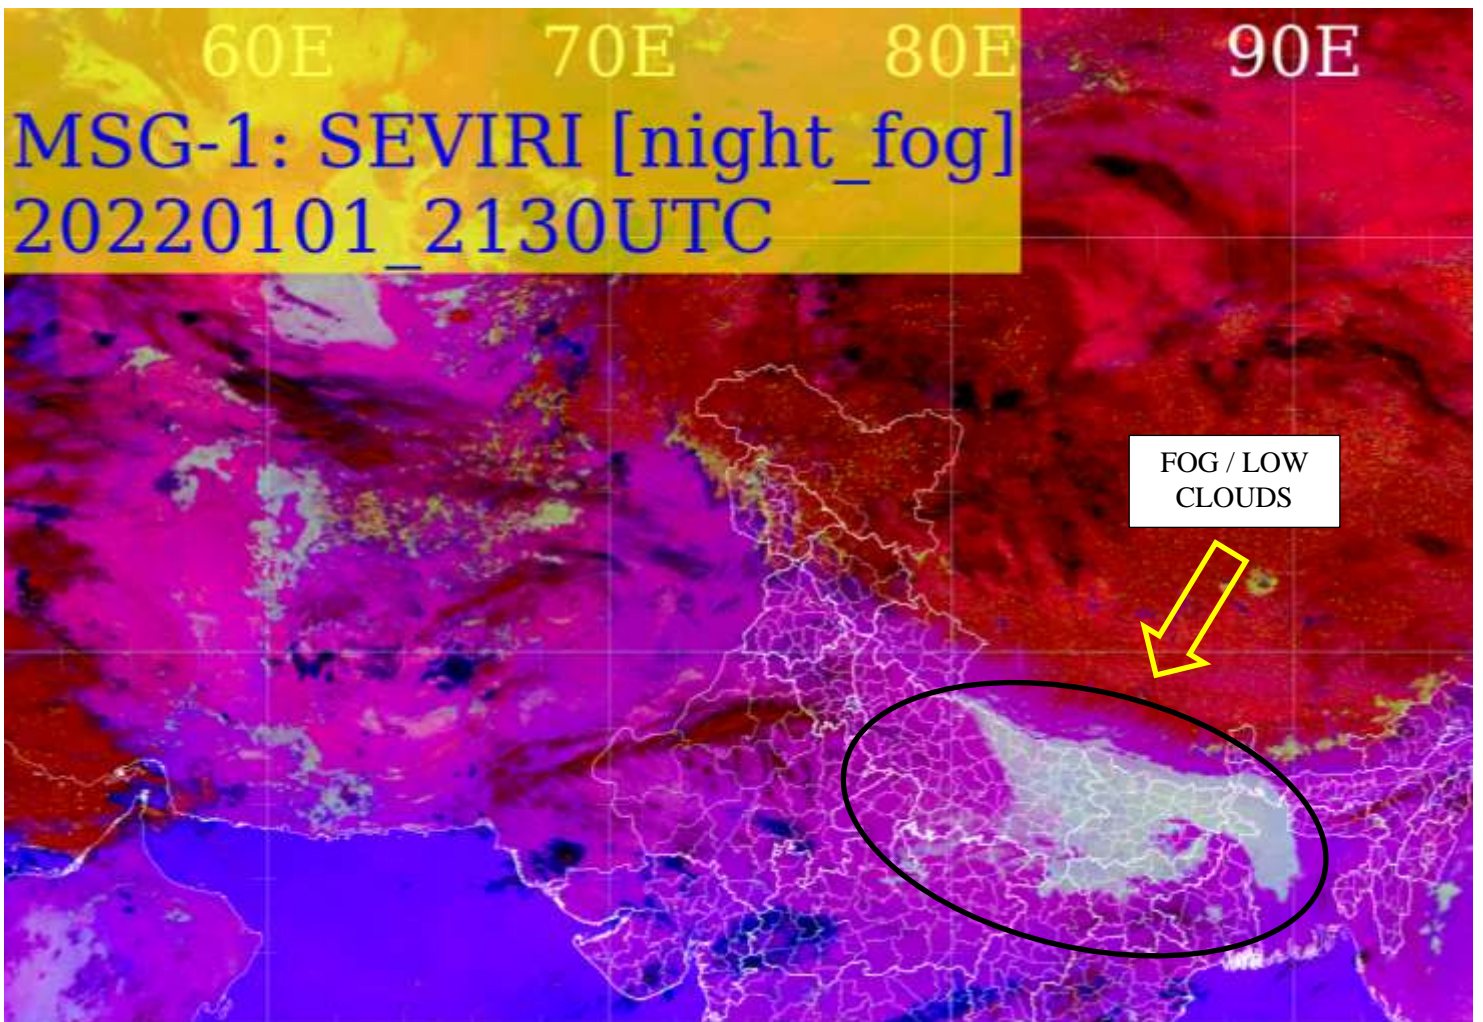 60E 70E 80E 90E
MSG-1: SEVIRI [night_fog]
20220101_2130UTC
FOG / LOW
CLOUDS